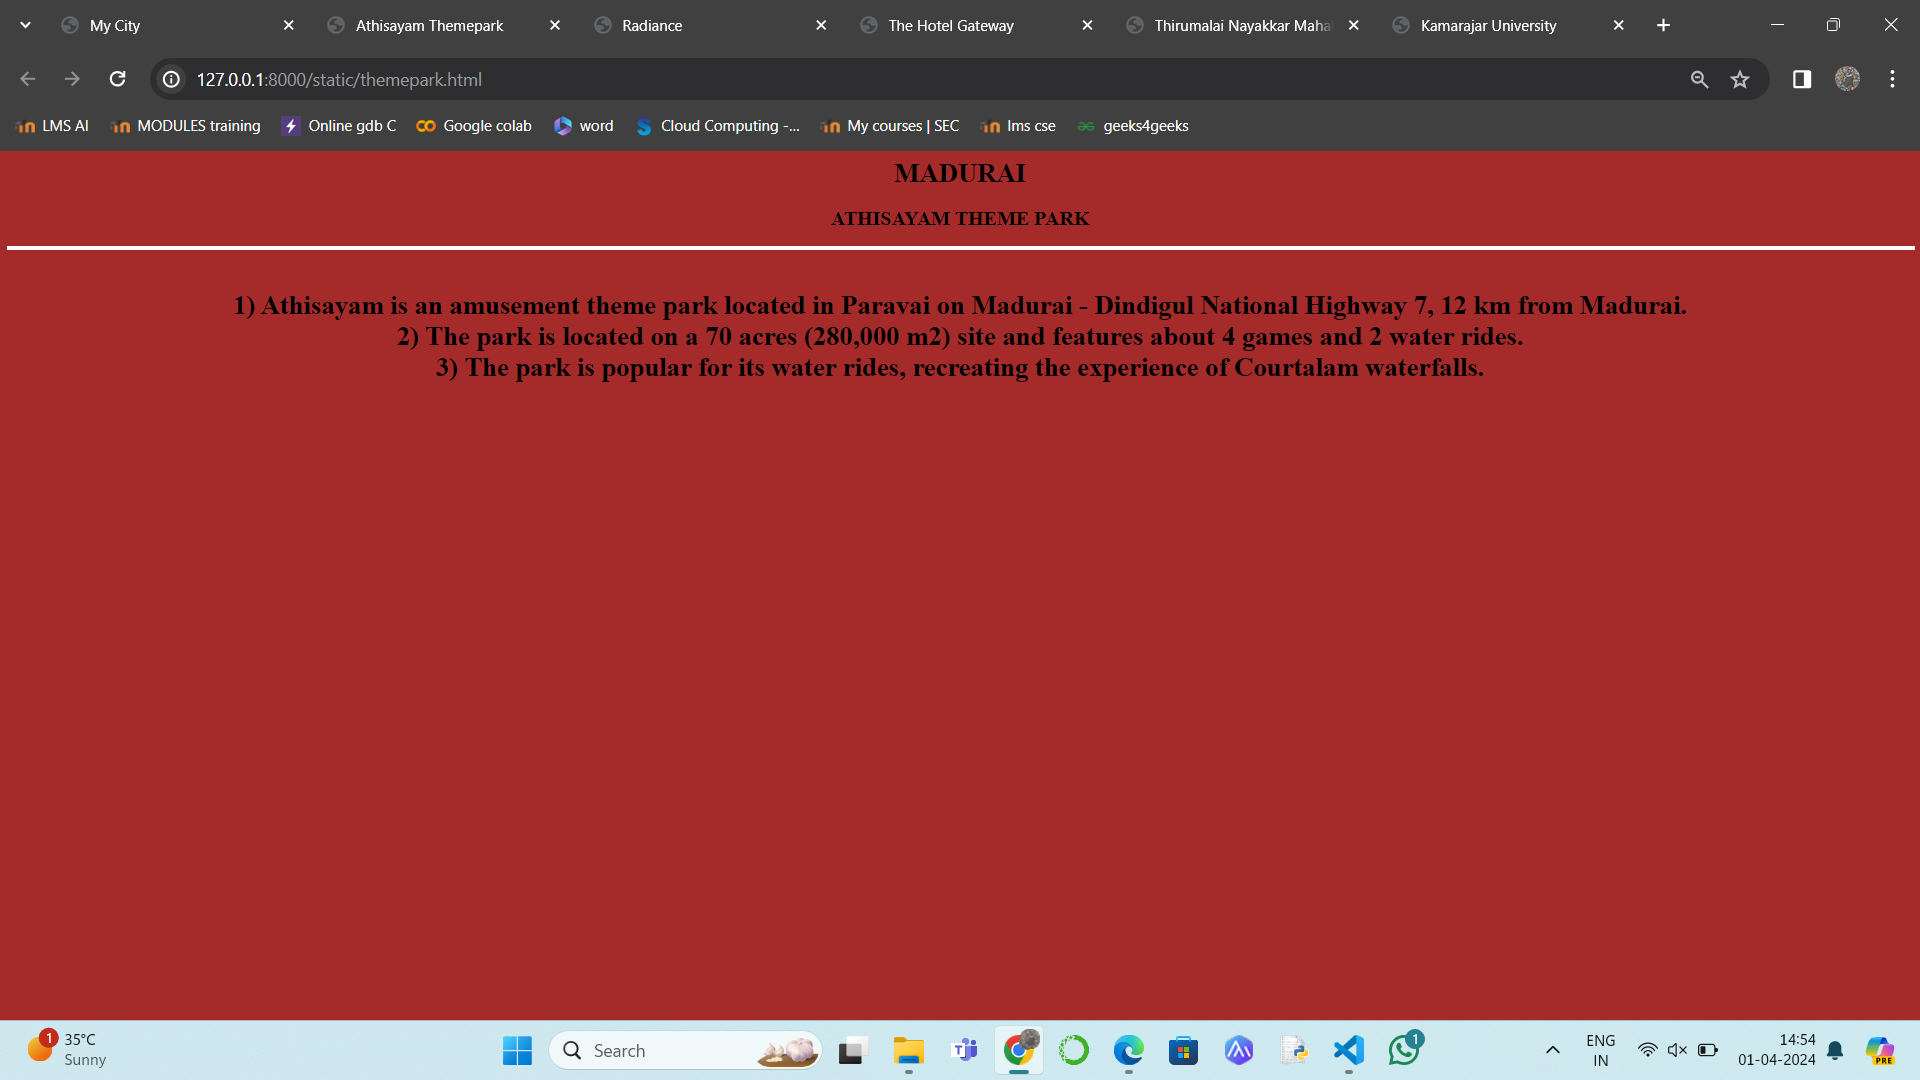 My City
Athisayam Themepark
Radiance
The Hotel Gateway
Thirumalai Nayakkar Maha
Kamarajar University
127.0.0.1:8000/static/themepark.html
LMS AI
MODULES training
Online gdb C
Google colab
word
Cloud Computing -...
My courses | SEC
lms cse
geeks4geeks
MADURAI
ATHISAYAM THEME PARK
1) Athisayam is an amusement theme park located in Paravai on Madurai - Dindigul National Highway 7, 12 km from Madurai.
2) The park is located on a 70 acres (280,000 m2) site and features about 4 games and 2 water rides.
3) The park is popular for its water rides, recreating the experience of Courtalam waterfalls.
1
35°C
Sunny
Search
1
ENG
IN
14:54
01-04-2024
PRE